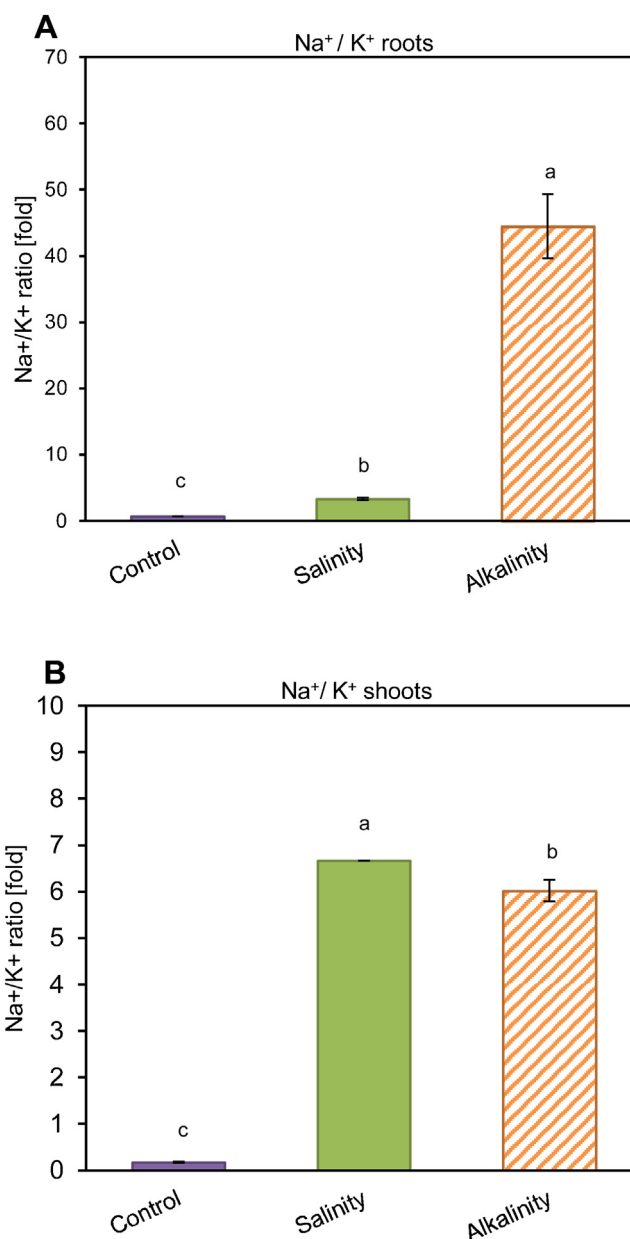 A
Na⁺ / K⁺ roots
70
60
50
40
30
20
10
0
Na+/K+ ratio [fold]
c
b
a
Control
Salinity
Alkalinity
B
Na⁺/ K⁺ shoots
10
9
8
7
6
5
4
3
2
1
0
Na+/K+ ratio [fold]
c
a
b
Control
Salinity
Alkalinity